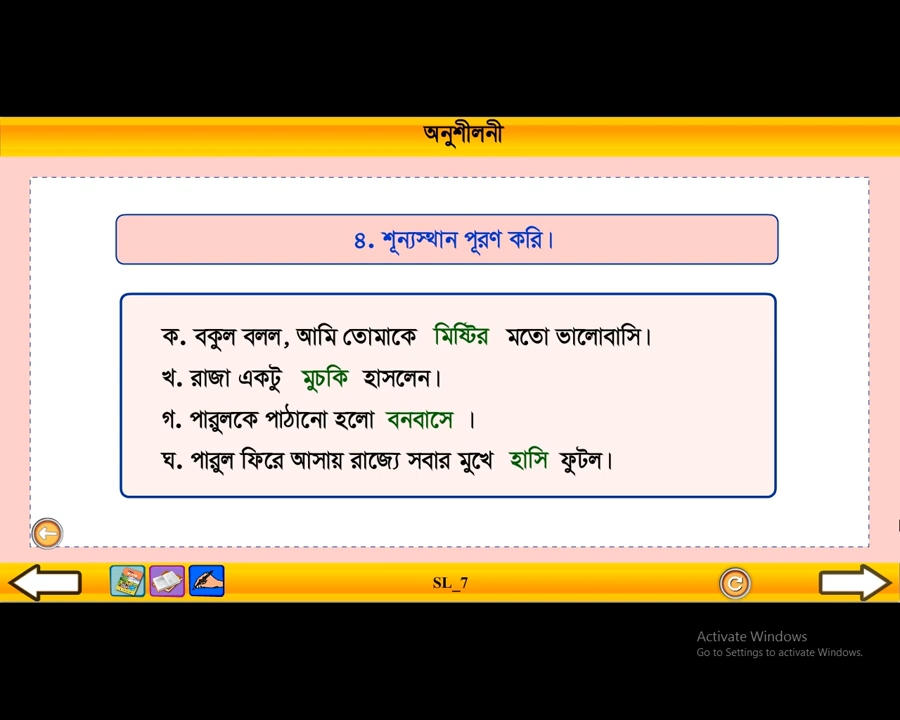 অনুশীলনী
৪. শূন্যস্থান পূরণ করি।
ক. বকুল বলল, আমি তোমাকে মিষ্টির মতো ভালোবাসি।
খ. রাজা একটু মুচকি হাসলেন।
গ. পারুলকে পাঠানো হলো বনবাসে ।
ঘ. পারুল ফিরে আসায় রাজ্যে সবার মুখে হাসি ফুটল।
SL_7
Activate Windows
Go to Settings to activate Windows.